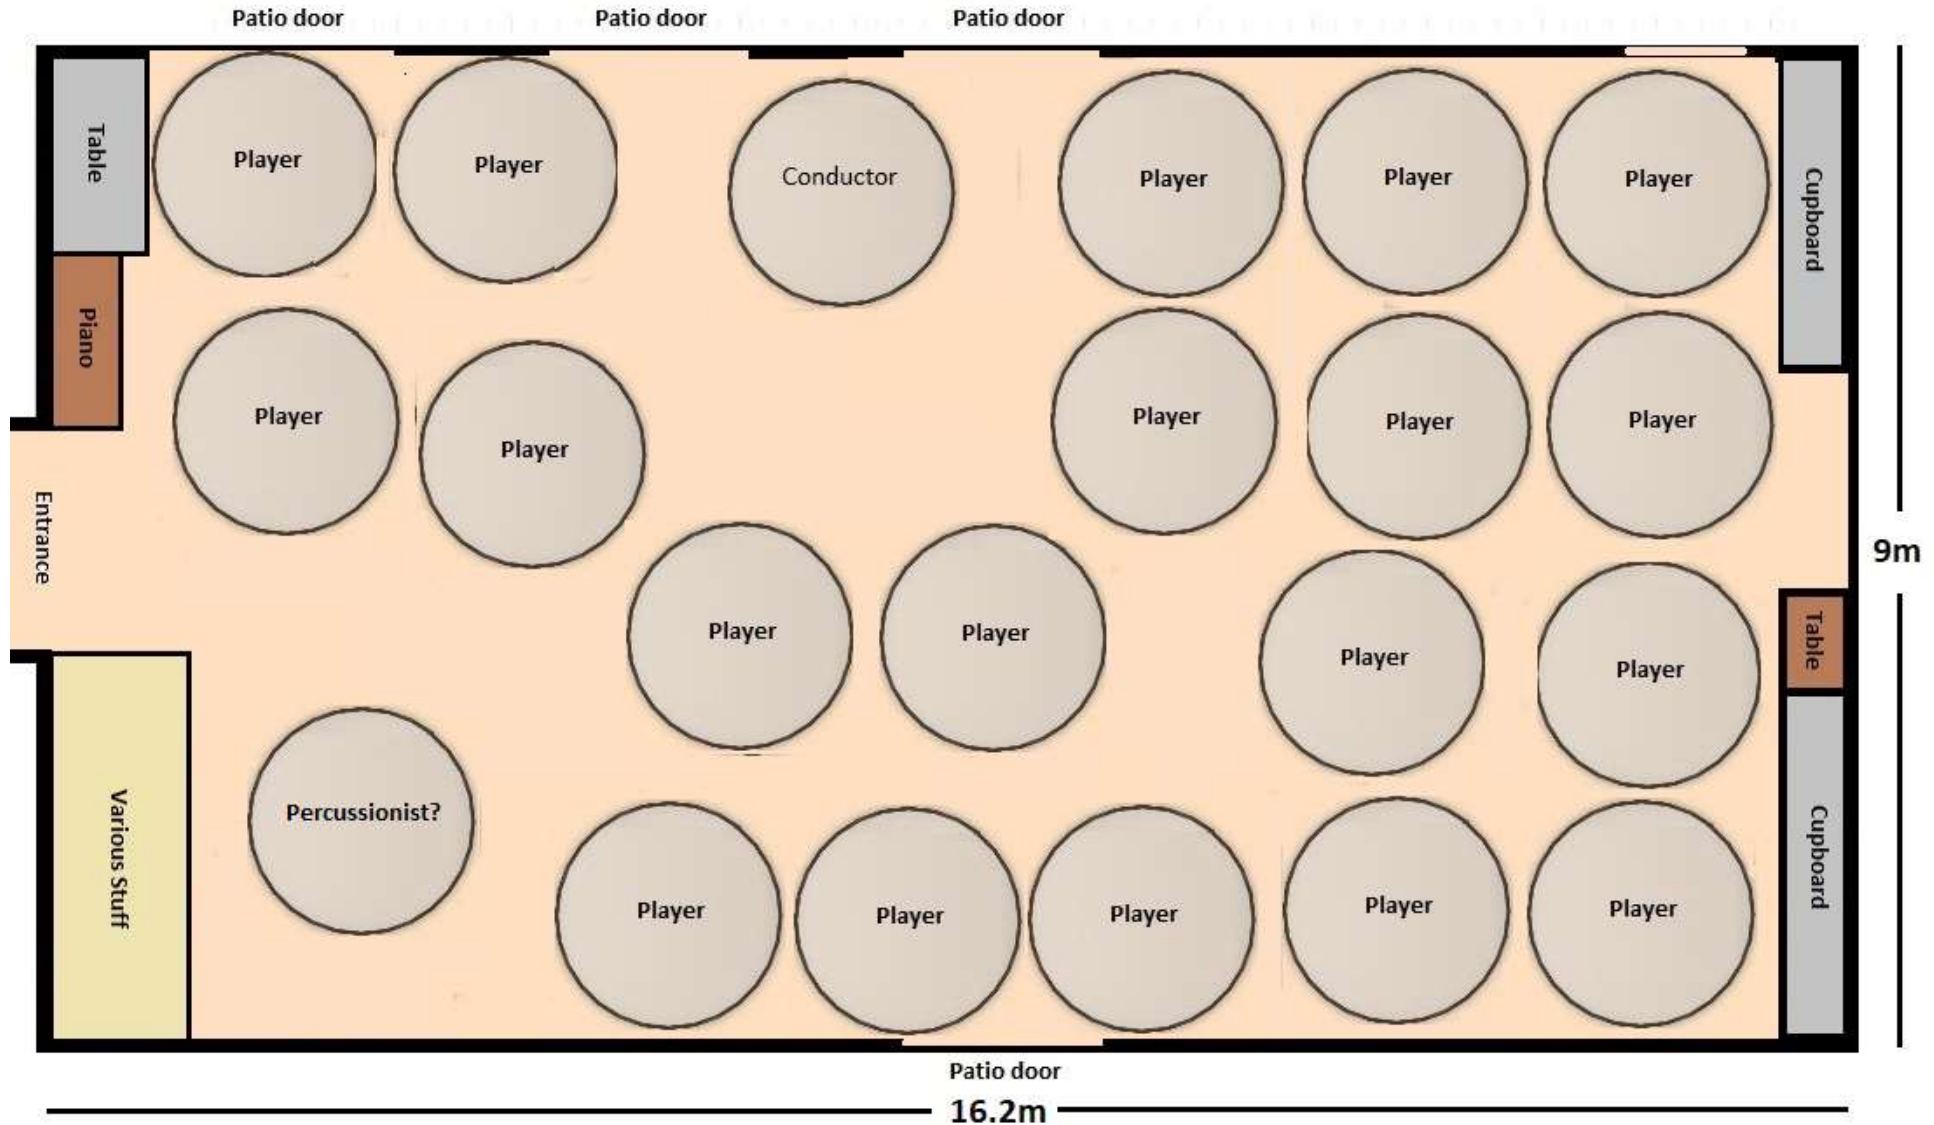 Patio door
Patio door
Patio door
Table
Player
Player
Conductor
Player
Player
Player
Cupboard
Piano
Player
Player
Player
Player
Player
Entrance
9m
Player
Player
Player
Player
Table
Various Stuff
Percussionist?
Player
Player
Player
Player
Player
Cupboard
Patio door
16.2m